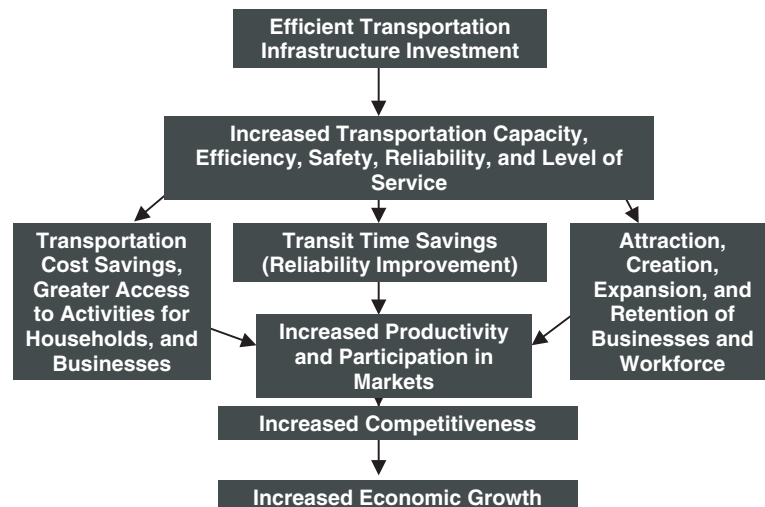 Efficient Transportation
Infrastructure Investment
Increased Transportation Capacity,
Efficiency, Safety, Reliability, and Level of
Service
Transportation
Cost Savings,
Greater Access
to Activities for
Households, and
Businesses
Transit Time Savings
(Reliability Improvement)
Attraction,
Creation,
Expansion, and
Retention of
Businesses and
Workforce
Increased Productivity
and Participation in
Markets
Increased Competitiveness
Increased Economic Growth